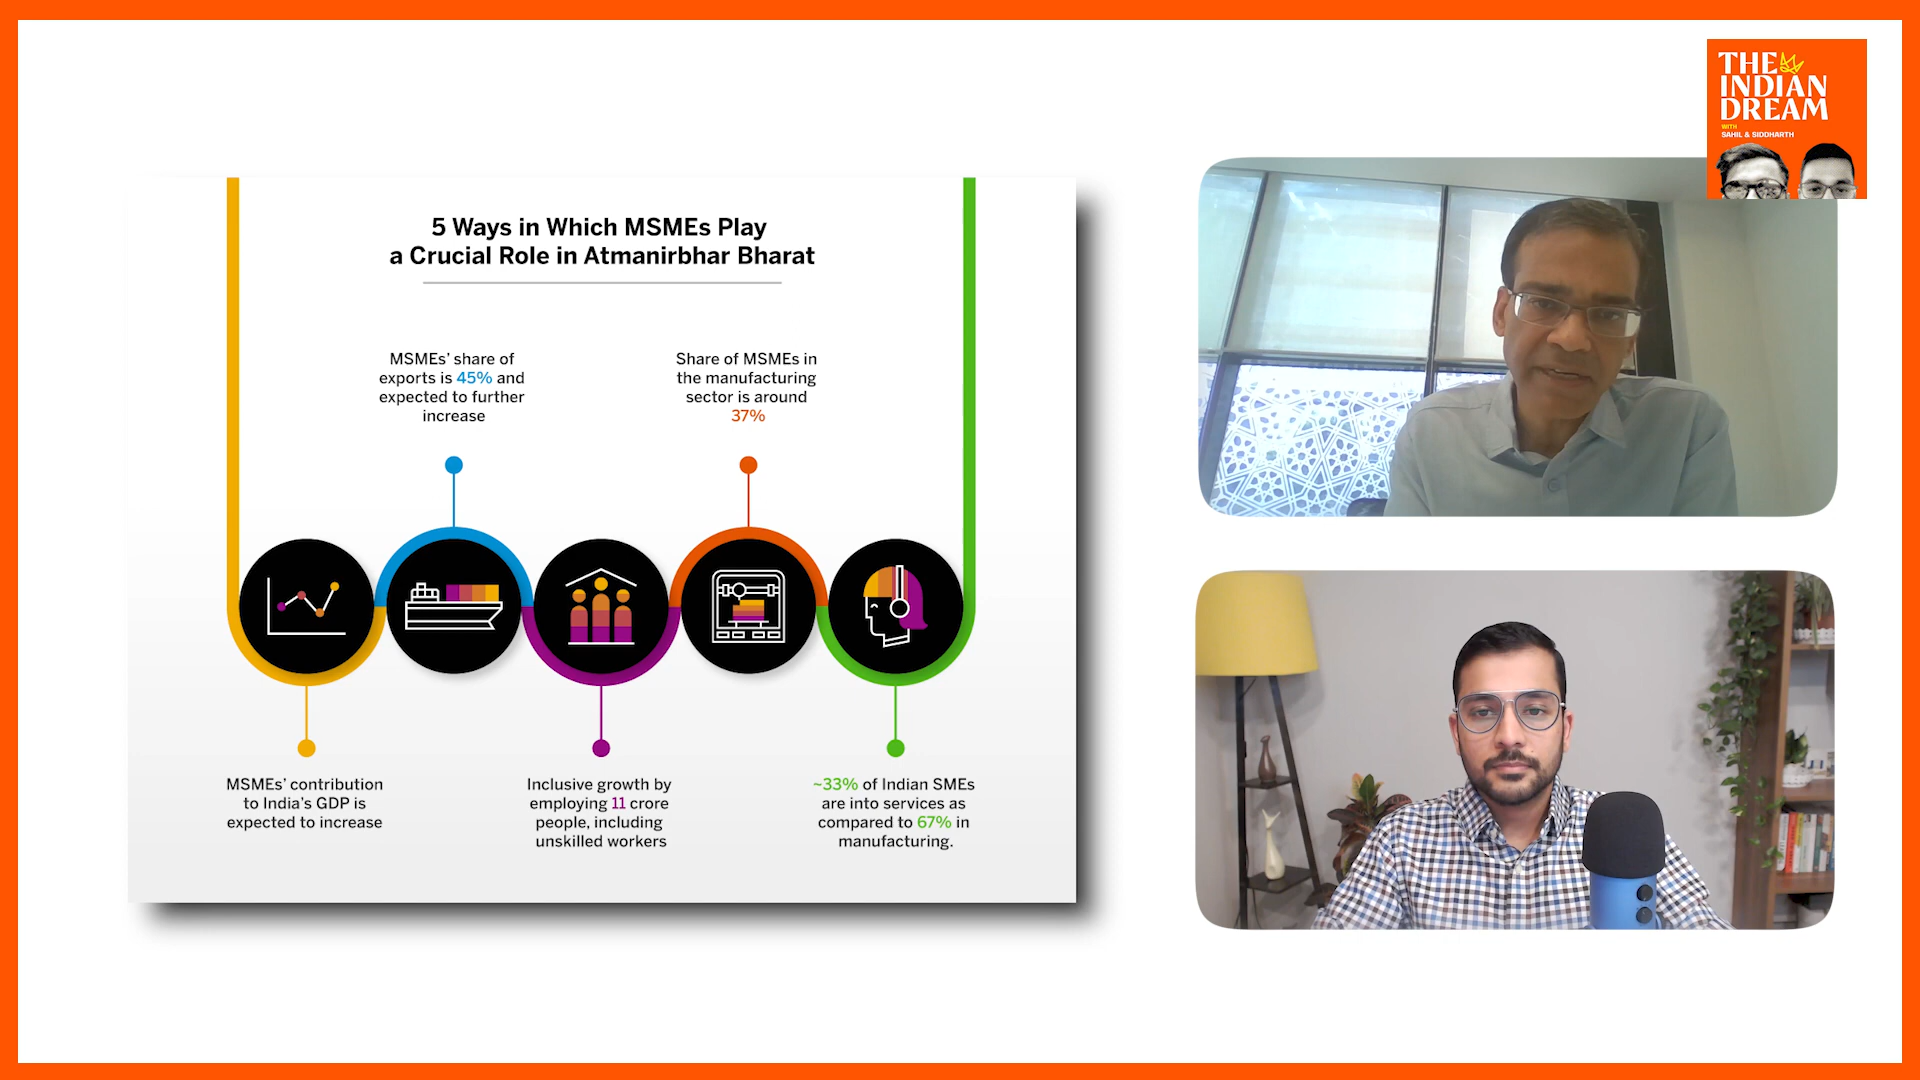 THE
INDIAN
DREAM
WITH
SAHIL & SIDDHARTH
5 Ways in Which MSMEs Play
a Crucial Role in Atmanirbhar Bharat
MSMEs' share of
exports is 45% and
expected to further
increase
Share of MSMEs in
the manufacturing
sector is around
37%
MSMEs' contribution
to India's GDP is
expected to increase
Inclusive growth by
employing 11 crore
people, including
unskilled workers
~33% of Indian SMEs
are into services as
compared to 67% in
manufacturing.